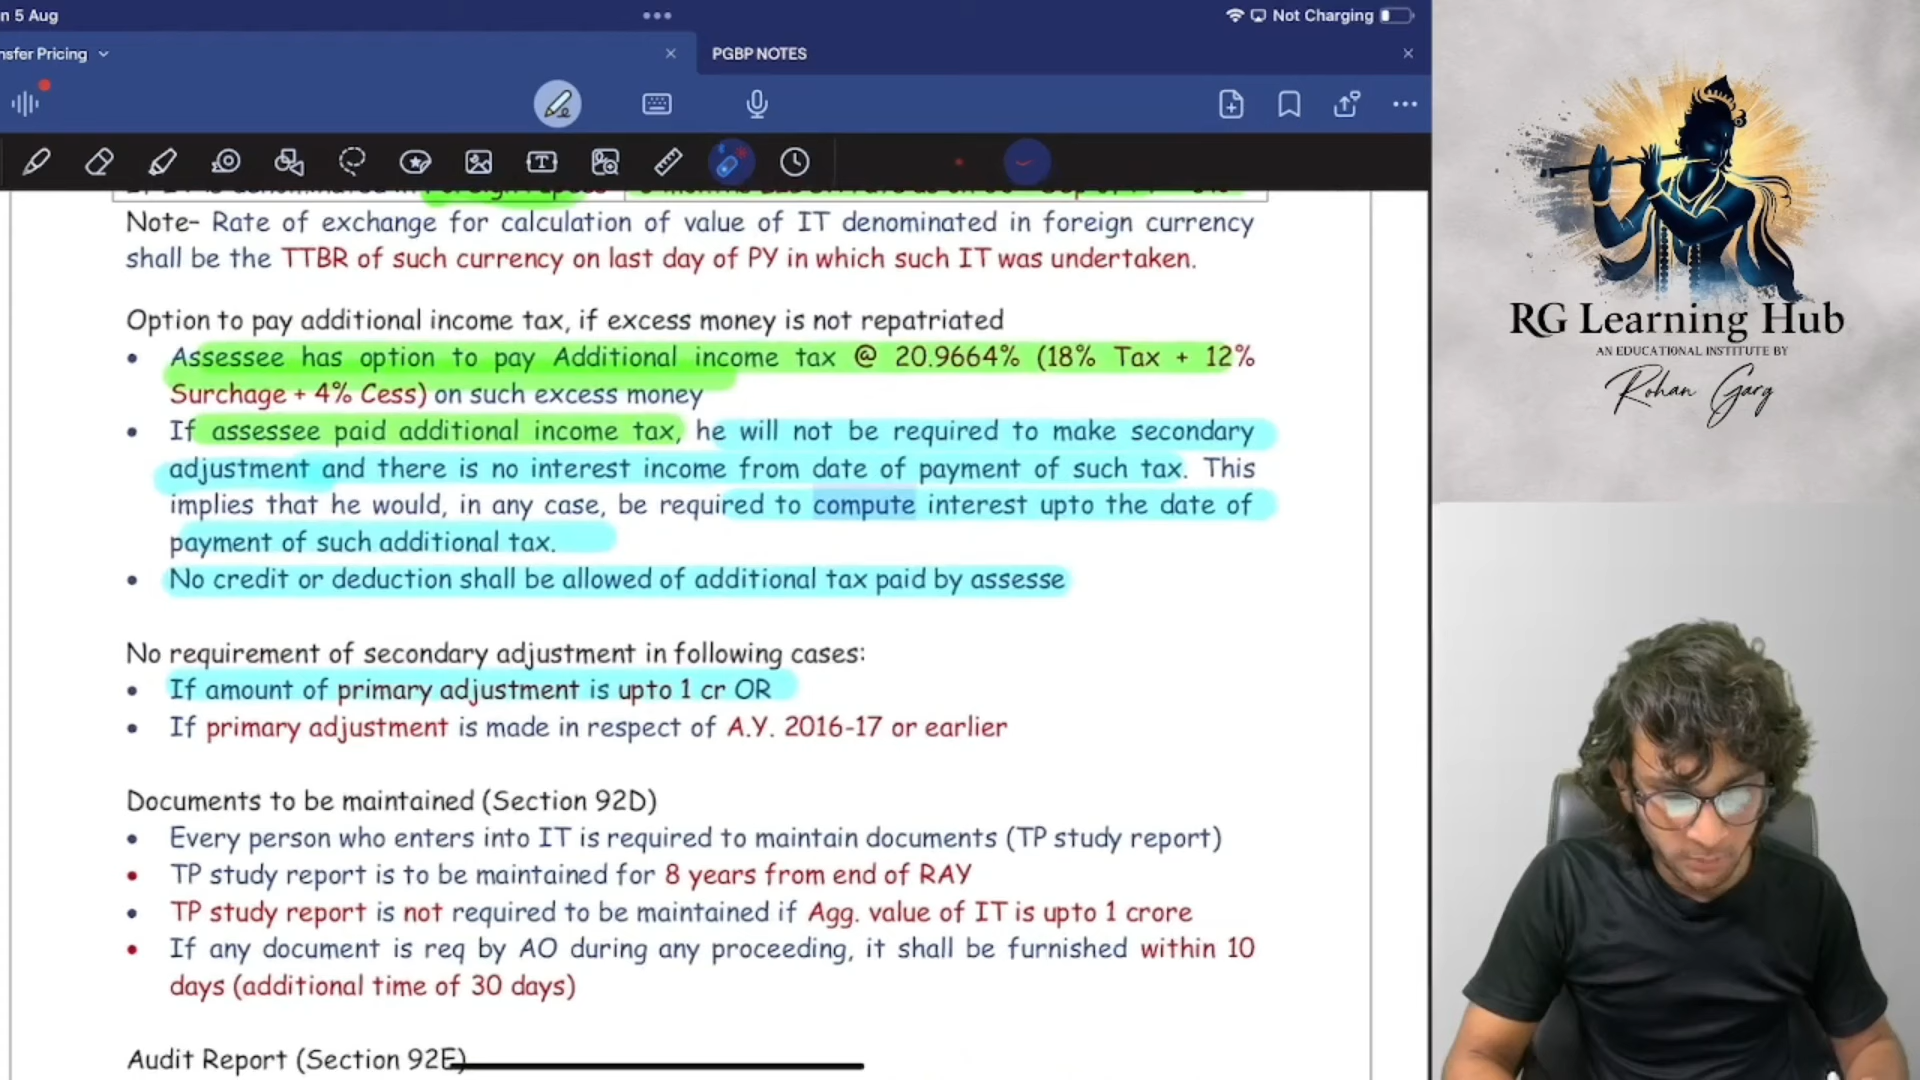 n 5 Aug
Not Charging
nsfer Pricing
PGBP NOTES
Note- Rate of exchange for calculation of value of IT denominated in foreign currency
shall be the TTBR of such currency on last day of PY in which such IT was undertaken.
Option to pay additional income tax, if excess money is not repatriated
• Assessee has option to pay Additional income tax @ 20.9664% (18% Tax + 12%
Surchage + 4% Cess) on such excess money
• If assessee paid additional income tax, he will not be required to make secondary
adjustment and there is no interest income from date of payment of such tax. This
implies that he would, in any case, be required to compute interest upto the date of
payment of such additional tax.
• No credit or deduction shall be allowed of additional tax paid by assesse
No requirement of secondary adjustment in following cases:
• If amount of primary adjustment is upto 1 cr OR
• If primary adjustment is made in respect of A.Y. 2016-17 or earlier
Documents to be maintained (Section 92D)
• Every person who enters into IT is required to maintain documents (TP study report)
• TP study report is to be maintained for 8 years from end of RAY
• TP study report is not required to be maintained if Agg. value of IT is upto 1 crore
• If any document is req by AO during any proceeding, it shall be furnished within 10
days (additional time of 30 days)
Audit Report (Section 92E)
RG Learning Hub
AN EDUCATIONAL INSTITUTE BY
Rohan Garg